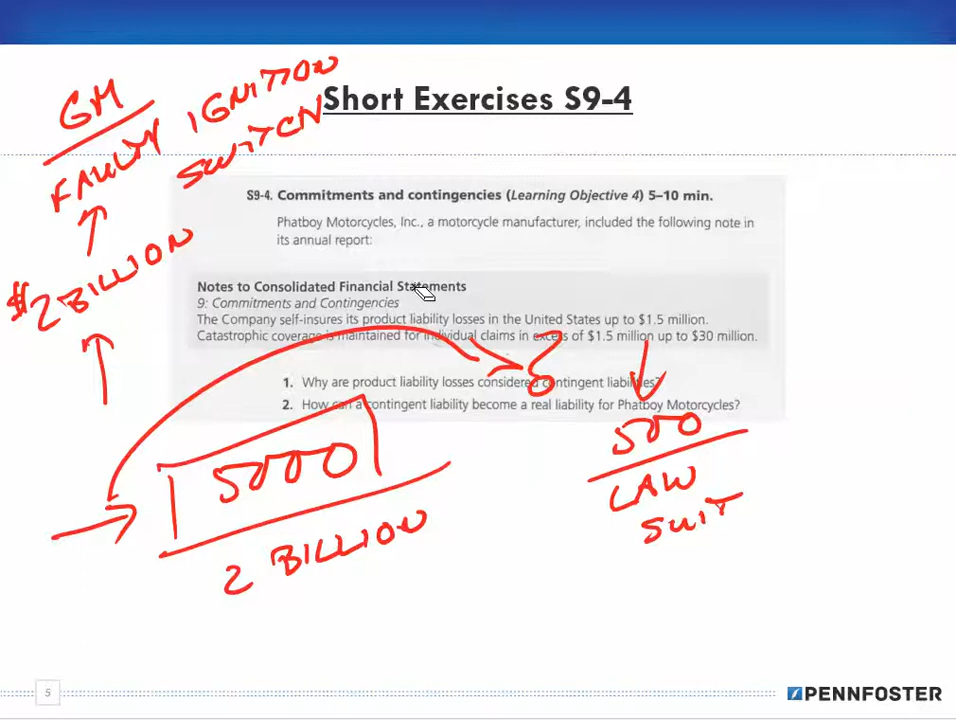 Short Exercises S9-4
GM
FAULTY IGNITION
SWITCH
$2 BILLION
S9-4. Commitments and contingencies (Learning Objective 4) 5–10 min.
Phatboy Motorcycles, Inc., a motorcycle manufacturer, included the following note in
its annual report:
Notes to Consolidated Financial Statements
9: Commitments and Contingencies
The Company self-insures its product liability losses in the United States up to $1.5 million.
Catastrophic coverage is maintained for individual claims in excess of $1.5 million up to $30 million.
1. Why are product liability losses considered contingent liabilities?
2. How can a contingent liability become a real liability for Phatboy Motorcycles?
5000
2 BILLION
500
LAW
SUIT
5
PENNFOSTER